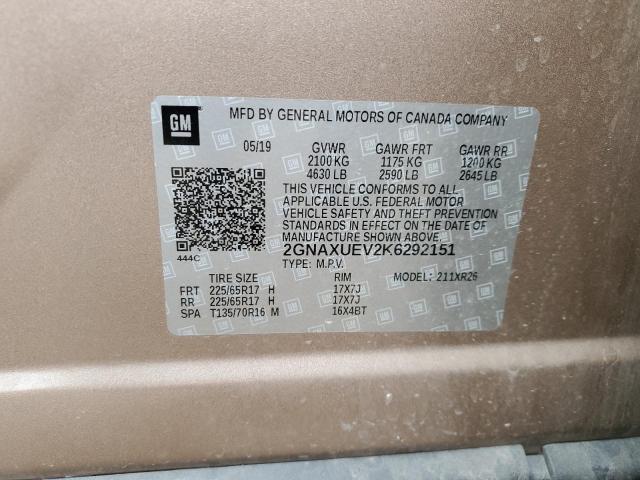 GM
MFD BY GENERAL MOTORS OF CANADA COMPANY
05/19 GVWR GAWR FRT GAWR RR
2100 KG 1175 KG 1200 KG
4630 LB 2590 LB 2645 LB
THIS VEHICLE CONFORMS TO ALL
APPLICABLE U.S. FEDERAL MOTOR
VEHICLE SAFETY AND THEFT PREVENTION
STANDARDS IN EFFECT ON THE DATE OF
MANUFACTURE SHOWN ABOVE.
444C 2GNAXUEV2K6292151
TYPE: M.P.V. MODEL: 211XR26
TIRE SIZE RIM
FRT 225/65R17 H 17X7J
RR 225/65R17 H 17X7J
SPA T135/70R16 M 16X4BT